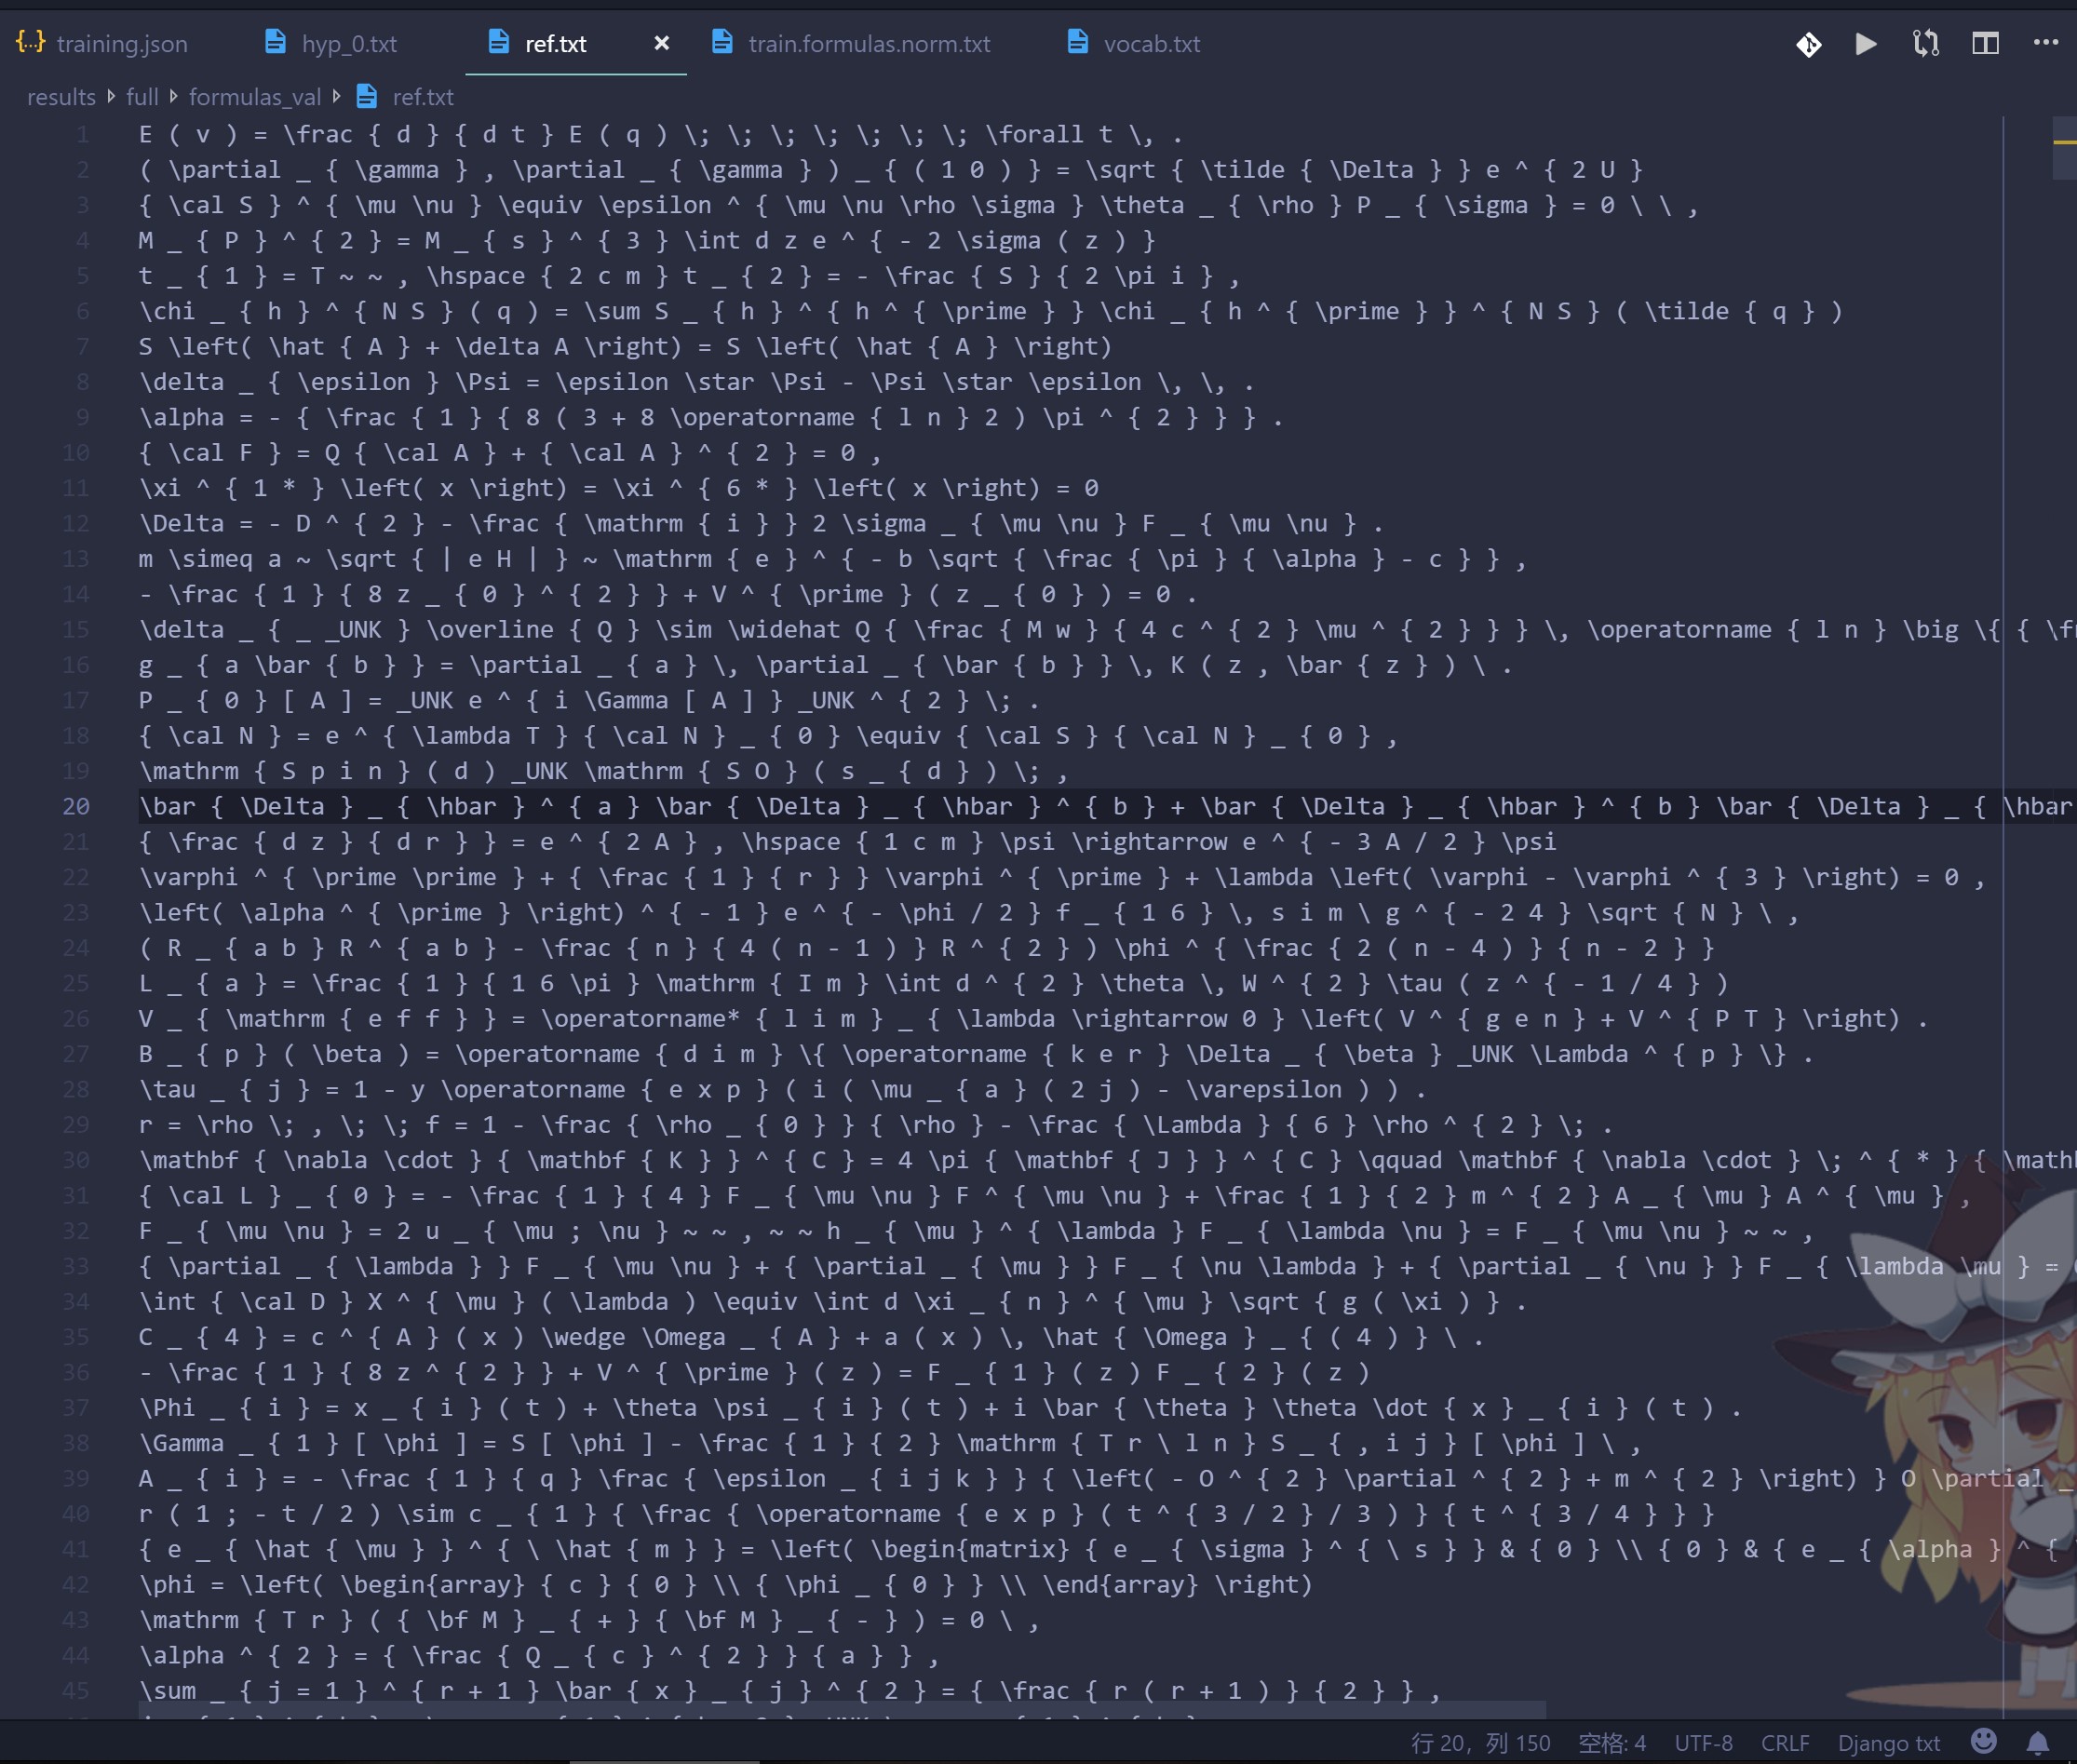 training.json hyp_0.txt ref.txt × train.formulas.norm.txt vocab.txt
results full formulas_val ref.txt
1 E ( v ) = \frac { d } { d t } E ( q ) \; \; \; \; \; \; \; \forall t \, .
2 ( \partial _ { \gamma } , \partial _ { \gamma } ) _ { ( 1 0 ) } = \sqrt { \tilde { \Delta } } e ^ { 2 U }
3 { \cal S } ^ { \mu \nu } \equiv \epsilon ^ { \mu \nu \rho \sigma } \theta _ { \rho } P _ { \sigma } = 0 \ \ ,
4 M _ { P } ^ { 2 } = M _ { s } ^ { 3 } \int d z e ^ { - 2 \sigma ( z ) }
5 t _ { 1 } = T ~ ~ , \hspace { 2 c m } t _ { 2 } = - \frac { S } { 2 \pi i } ,
6 \chi _ { h } ^ { N S } ( q ) = \sum S _ { h } ^ { h ^ { \prime } } \chi _ { h ^ { \prime } } ^ { N S } ( \tilde { q } )
7 S \left( \hat { A } + \delta A \right) = S \left( \hat { A } \right)
8 \delta _ { \epsilon } \Psi = \epsilon \star \Psi - \Psi \star \epsilon \, \, .
9 \alpha = - { \frac { 1 } { 8 ( 3 + 8 \operatorname { l n } 2 ) \pi ^ { 2 } } } .
10 { \cal F } = Q { \cal A } + { \cal A } ^ { 2 } = 0 ,
11 \xi ^ { 1 * } \left( x \right) = \xi ^ { 6 * } \left( x \right) = 0
12 \Delta = - D ^ { 2 } - \frac { \mathrm { i } } 2 \sigma _ { \mu \nu } F _ { \mu \nu } .
13 m \simeq a ~ \sqrt { | e H | } ~ \mathrm { e } ^ { - b \sqrt { \frac { \pi } { \alpha } - c } } ,
14 - \frac { 1 } { 8 z _ { 0 } ^ { 2 } } + V ^ { \prime } ( z _ { 0 } ) = 0 .
15 \delta _ { _ _UNK } \overline { Q } \sim \widehat Q { \frac { M w } { 4 c ^ { 2 } \mu ^ { 2 } } } \, \operatorname { l n } \big \{ { \f
16 g _ { a \bar { b } } = \partial _ { a } \, \partial _ { \bar { b } } \, K ( z , \bar { z } ) \ .
17 P _ { 0 } [ A ] = _UNK e ^ { i \Gamma [ A ] } _UNK ^ { 2 } \; .
18 { \cal N } = e ^ { \lambda T } { \cal N } _ { 0 } \equiv { \cal S } { \cal N } _ { 0 } ,
19 \mathrm { S p i n } ( d ) _UNK \mathrm { S O } ( s _ { d } ) \; ,
20 \bar { \Delta } _ { \hbar } ^ { a } \bar { \Delta } _ { \hbar } ^ { b } + \bar { \Delta } _ { \hbar } ^ { b } \bar { \Delta } _ { \hbar
21 { \frac { d z } { d r } } = e ^ { 2 A } , \hspace { 1 c m } \psi \rightarrow e ^ { - 3 A / 2 } \psi
22 \varphi ^ { \prime \prime } + { \frac { 1 } { r } } \varphi ^ { \prime } + \lambda \left( \varphi - \varphi ^ { 3 } \right) = 0 ,
23 \left( \alpha ^ { \prime } \right) ^ { - 1 } e ^ { - \phi / 2 } f _ { 1 6 } \, s i m \ g ^ { - 2 4 } \sqrt { N } \ ,
24 ( R _ { a b } R ^ { a b } - \frac { n } { 4 ( n - 1 ) } R ^ { 2 } ) \phi ^ { \frac { 2 ( n - 4 ) } { n - 2 } }
25 L _ { a } = \frac { 1 } { 1 6 \pi } \mathrm { I m } \int d ^ { 2 } \theta \, W ^ { 2 } \tau ( z ^ { - 1 / 4 } )
26 V _ { \mathrm { e f f } } = \operatorname* { l i m } _ { \lambda \rightarrow 0 } \left( V ^ { g e n } + V ^ { P T } \right) .
27 B _ { p } ( \beta ) = \operatorname { d i m } \{ \operatorname { k e r } \Delta _ { \beta } _UNK \Lambda ^ { p } \} .
28 \tau _ { j } = 1 - y \operatorname { e x p } ( i ( \mu _ { a } ( 2 j ) - \varepsilon ) ) .
29 r = \rho \; , \; \; f = 1 - \frac { \rho _ { 0 } } { \rho } - \frac { \Lambda } { 6 } \rho ^ { 2 } \; .
30 \mathbf { \nabla \cdot } { \mathbf { K } } ^ { C } = 4 \pi { \mathbf { J } } ^ { C } \qquad \mathbf { \nabla \cdot } \; ^ { * } { \math
31 { \cal L } _ { 0 } = - \frac { 1 } { 4 } F _ { \mu \nu } F ^ { \mu \nu } + \frac { 1 } { 2 } m ^ { 2 } A _ { \mu } A ^ { \mu } ,
32 F _ { \mu \nu } = 2 u _ { \mu ; \nu } ~ ~ , ~ ~ h _ { \mu } ^ { \lambda } F _ { \lambda \nu } = F _ { \mu \nu } ~ ~ ,
33 { \partial _ { \lambda } } F _ { \mu \nu } + { \partial _ { \mu } } F _ { \nu \lambda } + { \partial _ { \nu } } F _ { \lambda \mu } =
34 \int { \cal D } X ^ { \mu } ( \lambda ) \equiv \int d \xi _ { n } ^ { \mu } \sqrt { g ( \xi ) } .
35 C _ { 4 } = c ^ { A } ( x ) \wedge \Omega _ { A } + a ( x ) \, \hat { \Omega } _ { ( 4 ) } \ .
36 - \frac { 1 } { 8 z ^ { 2 } } + V ^ { \prime } ( z ) = F _ { 1 } ( z ) F _ { 2 } ( z )
37 \Phi _ { i } = x _ { i } ( t ) + \theta \psi _ { i } ( t ) + i \bar { \theta } \theta \dot { x } _ { i } ( t ) .
38 \Gamma _ { 1 } [ \phi ] = S [ \phi ] - \frac { 1 } { 2 } \mathrm { T r \ l n } S _ { , i j } [ \phi ] \ ,
39 A _ { i } = - \frac { 1 } { q } \frac { \epsilon _ { i j k } } { \left( - O ^ { 2 } \partial ^ { 2 } + m ^ { 2 } \right) } O \partial _
40 r ( 1 ; - t / 2 ) \sim c _ { 1 } { \frac { \operatorname { e x p } ( t ^ { 3 / 2 } / 3 ) } { t ^ { 3 / 4 } } }
41 { e _ { \hat { \mu } } ^ { \ \hat { m } } = \left( \begin{matrix} { e _ { \sigma } ^ { \ s } } & { 0 } \\ { 0 } & { e _ { \alpha } ^ {
42 \phi = \left( \begin{array} { c } { 0 } \\ { \phi _ { 0 } } \\ \end{array} \right)
43 \mathrm { T r } ( { \bf M } _ { + } { \bf M } _ { - } ) = 0 \ ,
44 \alpha ^ { 2 } = { \frac { Q _ { c } ^ { 2 } } { a } } ,
45 \sum _ { j = 1 } ^ { r + 1 } \bar { x } _ { j } ^ { 2 } = { \frac { r ( r + 1 ) } { 2 } } ,
行 20，列 150 空格: 4 UTF-8 CRLF Django txt